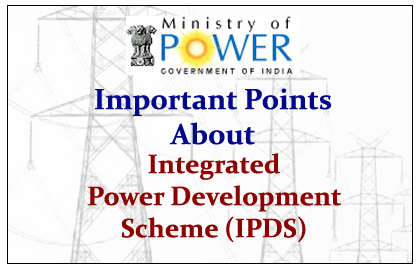 Ministry of
POWER
GOVERNMENT OF INDIA
Important Points
About
Integrated
Power Development
Scheme (IPDS)